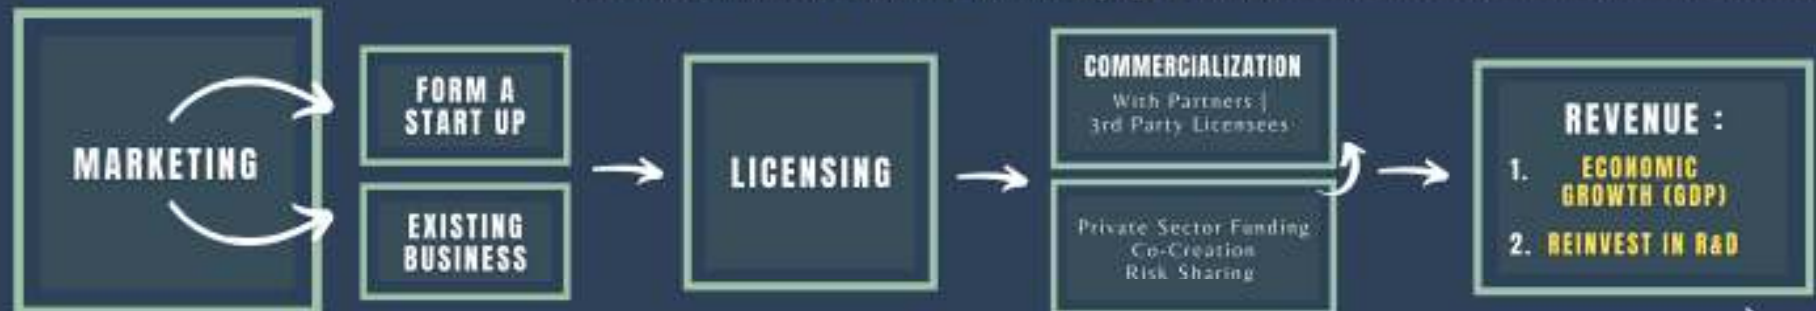 MARKETING
FORM A
START UP
EXISTING
BUSINESS
LICENSING
COMMERCIALIZATION
With Partners |
3rd Party Licensees
Private Sector Funding
Co-Creation
Risk Sharing
REVENUE :
1. ECONOMIC
GROWTH (GDP)
2. REINVEST IN R&D